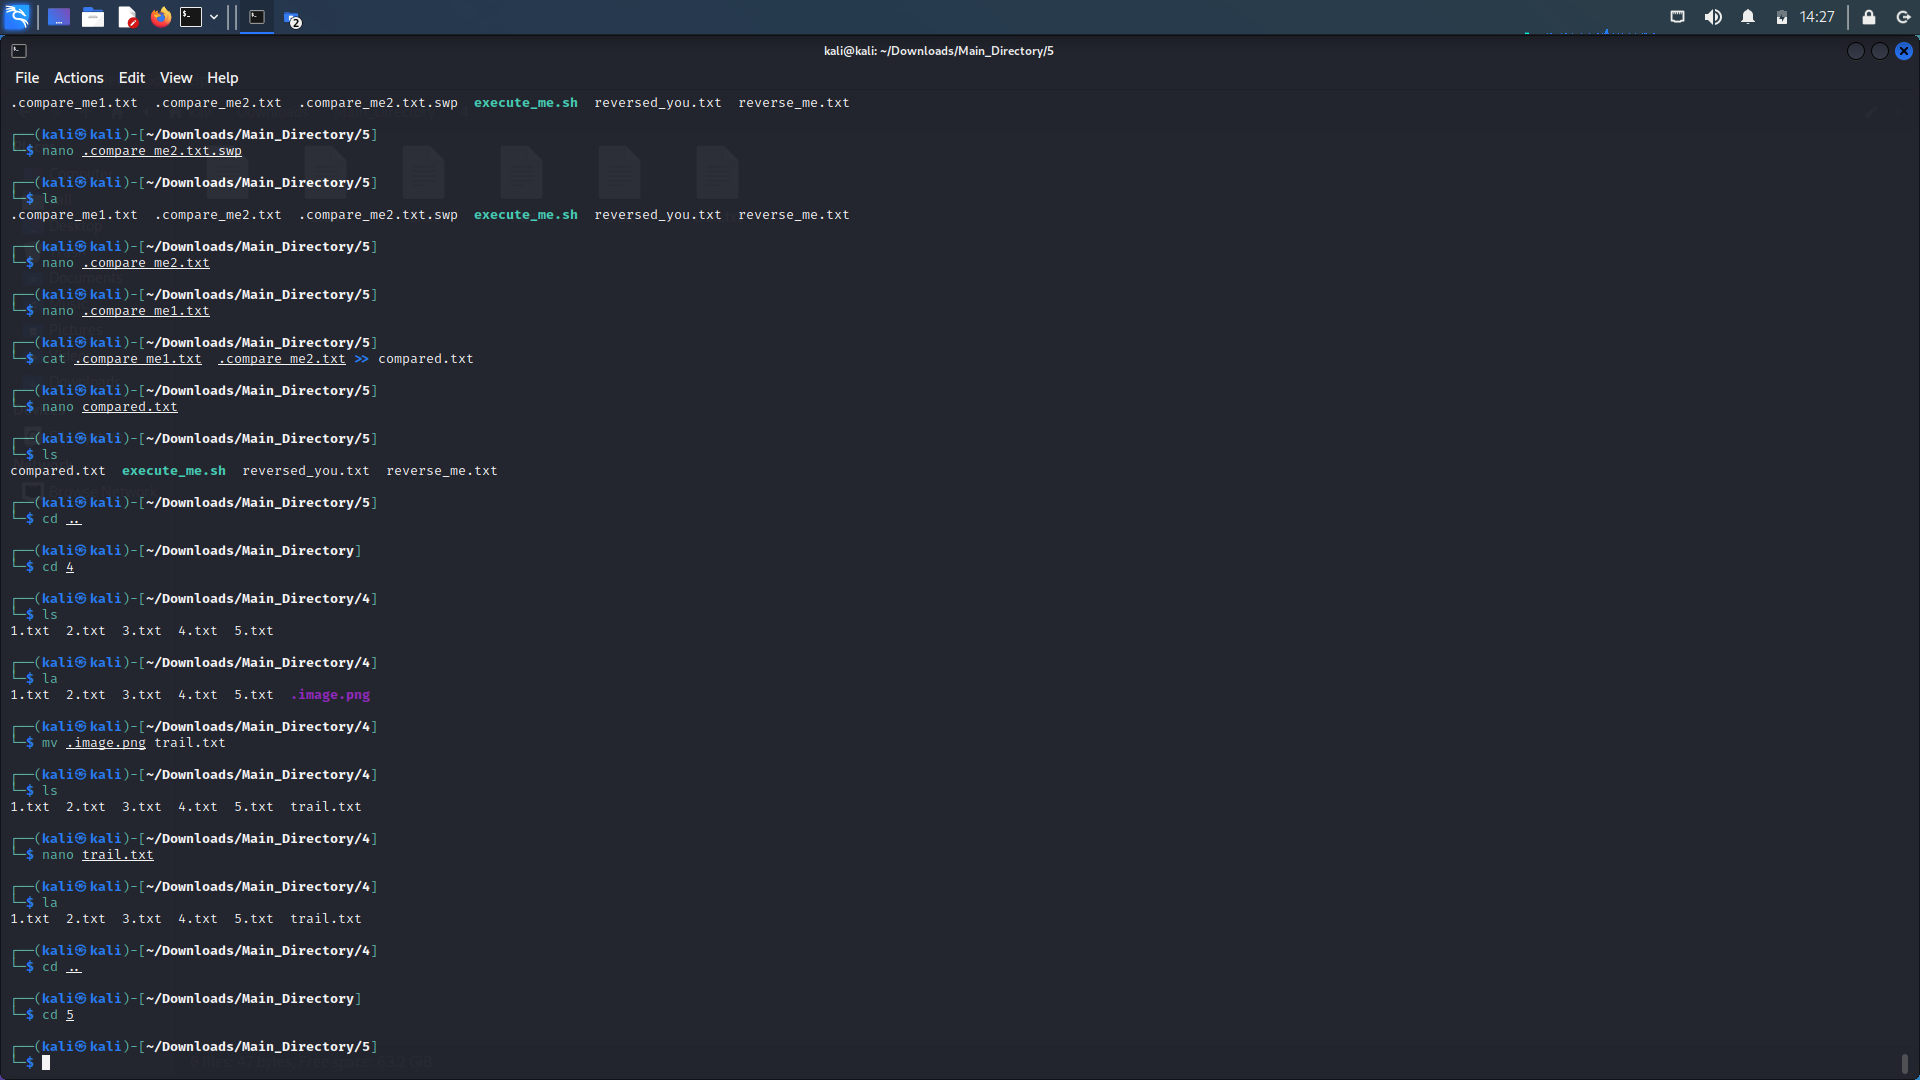 2
14:27
kali@kali: ~/Downloads/Main_Directory/5
File Actions Edit View Help
.compare_me1.txt .compare_me2.txt .compare_me2.txt.swp execute_me.sh reversed_you.txt reverse_me.txt
┌──(kali㉿kali)-[~/Downloads/Main_Directory/5]
└─$ nano .compare_me2.txt.swp
┌──(kali㉿kali)-[~/Downloads/Main_Directory/5]
└─$ la
.compare_me1.txt .compare_me2.txt .compare_me2.txt.swp execute_me.sh reversed_you.txt reverse_me.txt
┌──(kali㉿kali)-[~/Downloads/Main_Directory/5]
└─$ nano .compare_me2.txt
┌──(kali㉿kali)-[~/Downloads/Main_Directory/5]
└─$ nano .compare_me1.txt
┌──(kali㉿kali)-[~/Downloads/Main_Directory/5]
└─$ cat .compare_me1.txt .compare_me2.txt >> compared.txt
┌──(kali㉿kali)-[~/Downloads/Main_Directory/5]
└─$ nano compared.txt
┌──(kali㉿kali)-[~/Downloads/Main_Directory/5]
└─$ ls
compared.txt execute_me.sh reversed_you.txt reverse_me.txt
┌──(kali㉿kali)-[~/Downloads/Main_Directory/5]
└─$ cd ..
┌──(kali㉿kali)-[~/Downloads/Main_Directory]
└─$ cd 4
┌──(kali㉿kali)-[~/Downloads/Main_Directory/4]
└─$ ls
1.txt 2.txt 3.txt 4.txt 5.txt
┌──(kali㉿kali)-[~/Downloads/Main_Directory/4]
└─$ la
1.txt 2.txt 3.txt 4.txt 5.txt .image.png
┌──(kali㉿kali)-[~/Downloads/Main_Directory/4]
└─$ mv .image.png trail.txt
┌──(kali㉿kali)-[~/Downloads/Main_Directory/4]
└─$ ls
1.txt 2.txt 3.txt 4.txt 5.txt trail.txt
┌──(kali㉿kali)-[~/Downloads/Main_Directory/4]
└─$ nano trail.txt
┌──(kali㉿kali)-[~/Downloads/Main_Directory/4]
└─$ la
1.txt 2.txt 3.txt 4.txt 5.txt trail.txt
┌──(kali㉿kali)-[~/Downloads/Main_Directory/4]
└─$ cd ..
┌──(kali㉿kali)-[~/Downloads/Main_Directory]
└─$ cd 5
┌──(kali㉿kali)-[~/Downloads/Main_Directory/5]
└─$